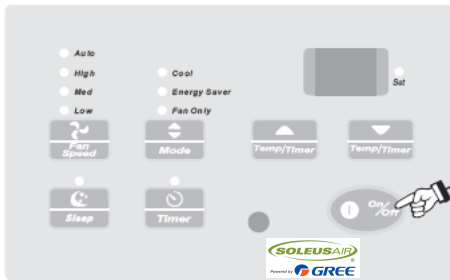 Auto
High
Med
Low
Cool
Energy Saver
Fan Only
Set
Fan
Speed
Mode
Temp/Timer
Temp/Timer
Sleep
Timer
On/Off
SOLEUSAIR
Powered by GREE